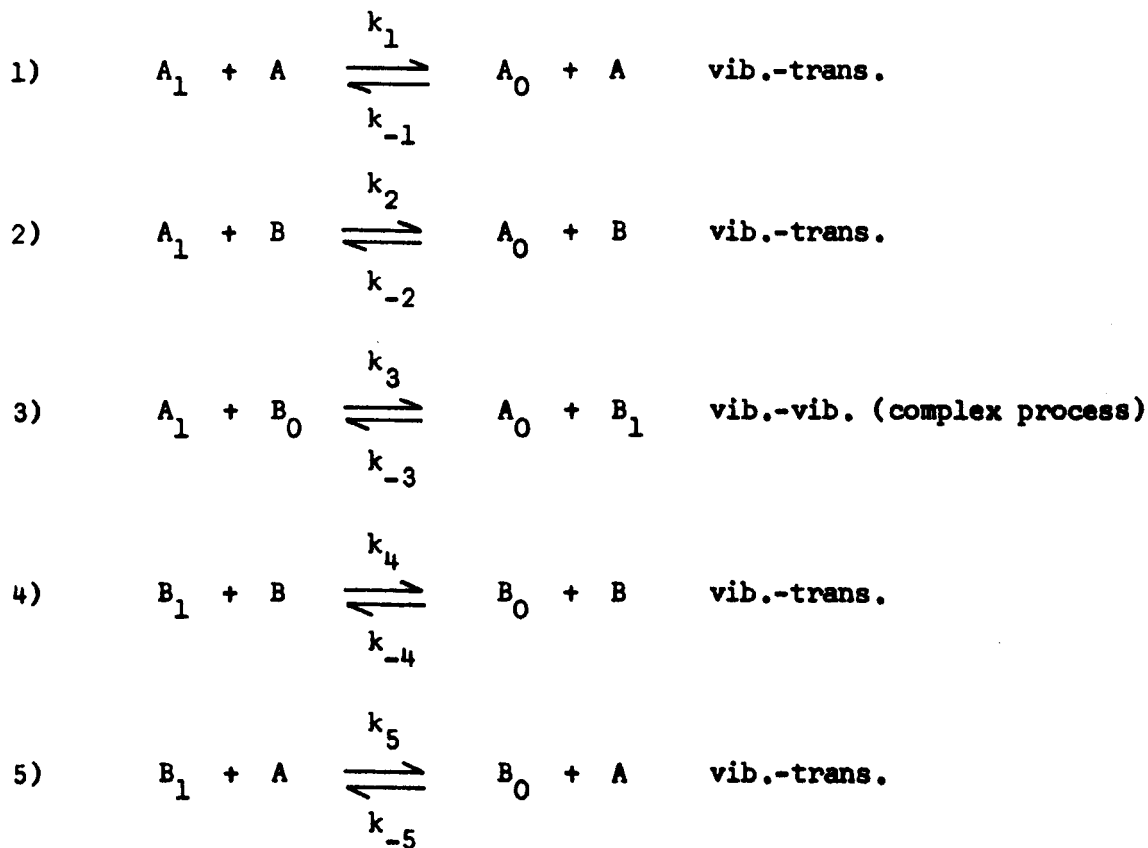 k₁
1) A₁ + A ⇌ A₀ + A vib.-trans.
k₋₁
k₂
2) A₁ + B ⇌ A₀ + B vib.-trans.
k₋₂
k₃
3) A₁ + B₀ ⇌ A₀ + B₁ vib.-vib. (complex process)
k₋₃
k₄
4) B₁ + B ⇌ B₀ + B vib.-trans.
k₋₄
k₅
5) B₁ + A ⇌ B₀ + A vib.-trans.
k₋₅